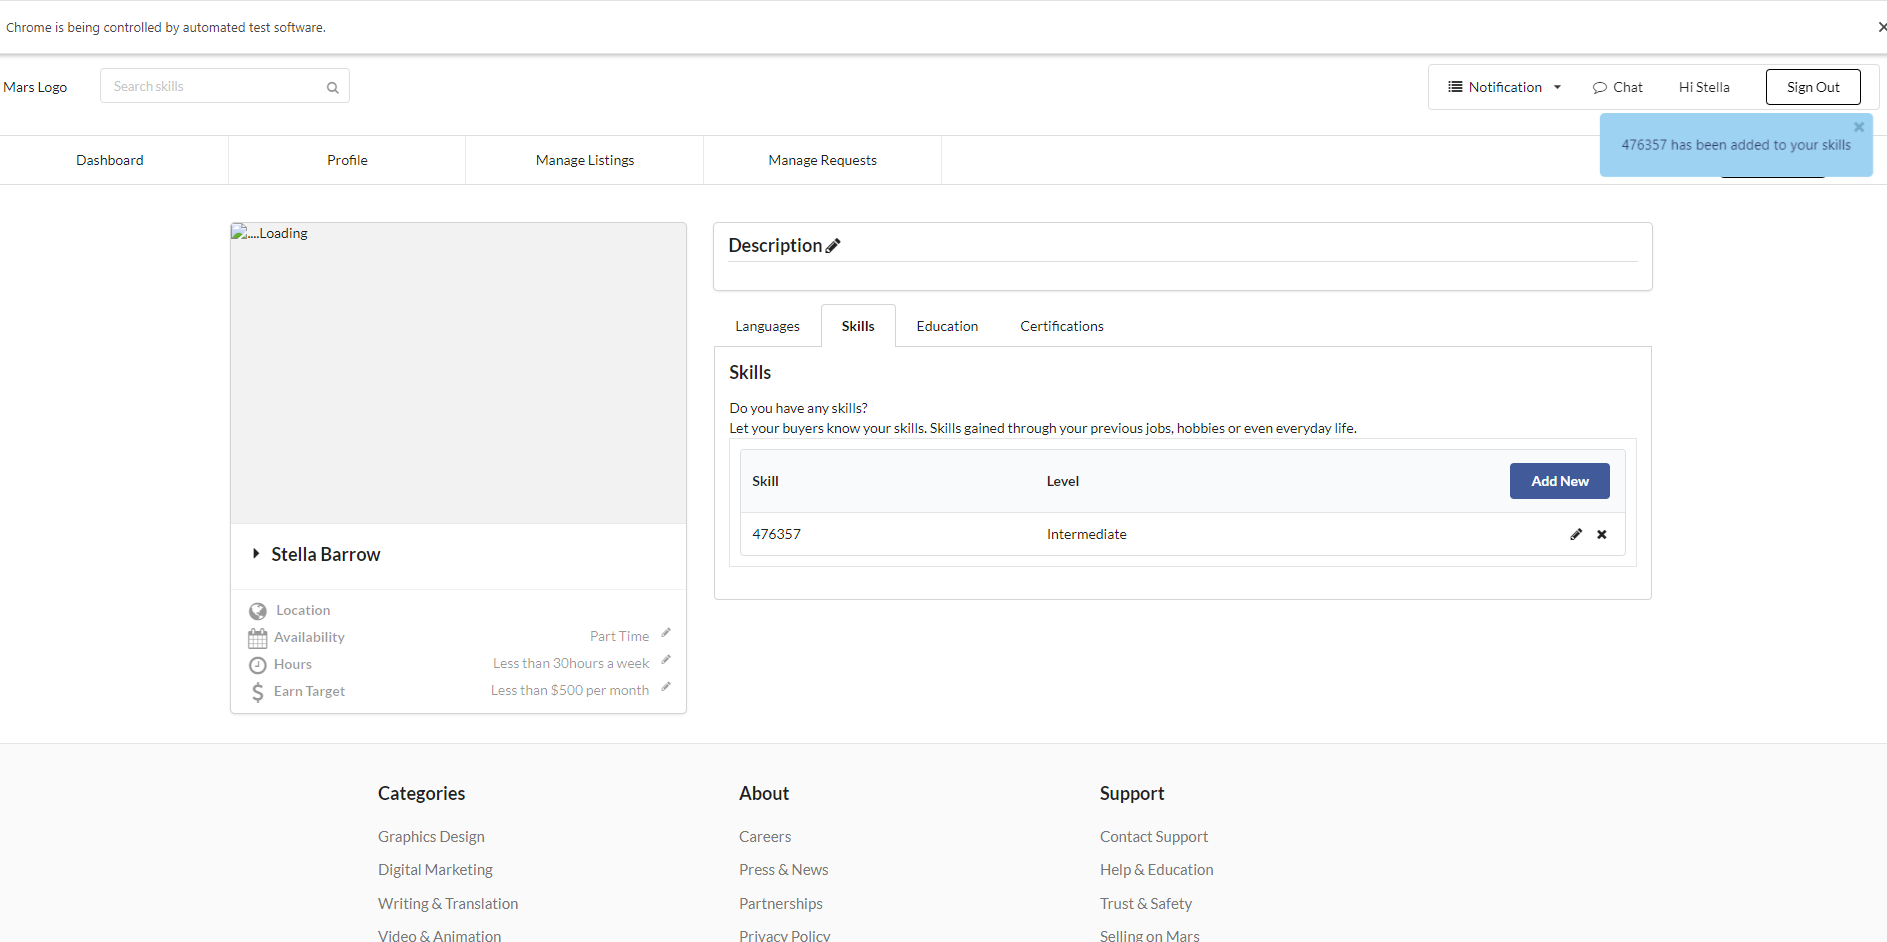 Chrome is being controlled by automated test software.
Mars Logo
Search skills
Notification
Chat
Hi Stella
Sign Out
476357 has been added to your skills
Dashboard
Profile
Manage Listings
Manage Requests
....Loading
Description
Languages
Skills
Education
Certifications
Skills
Do you have any skills?
Let your buyers know your skills. Skills gained through your previous jobs, hobbies or even everyday life.
Skill
Level
Add New
476357
Intermediate
Stella Barrow
Location
Availability
Part Time
Hours
Less than 30hours a week
Earn Target
Less than $500 per month
Categories
About
Support
Graphics Design
Careers
Contact Support
Digital Marketing
Press & News
Help & Education
Writing & Translation
Partnerships
Trust & Safety
Video & Animation
Privacy Policy
Selling on Mars